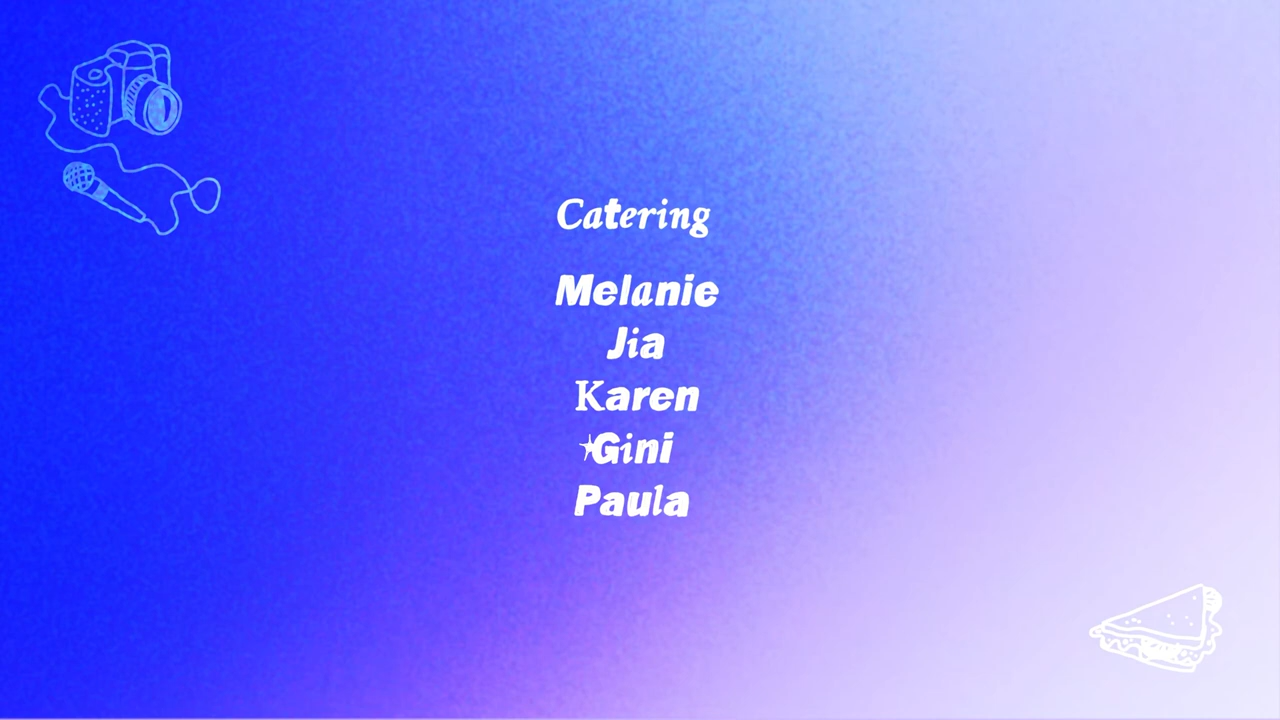 Catering
Melanie
Jia
Karen
Gini
Paula